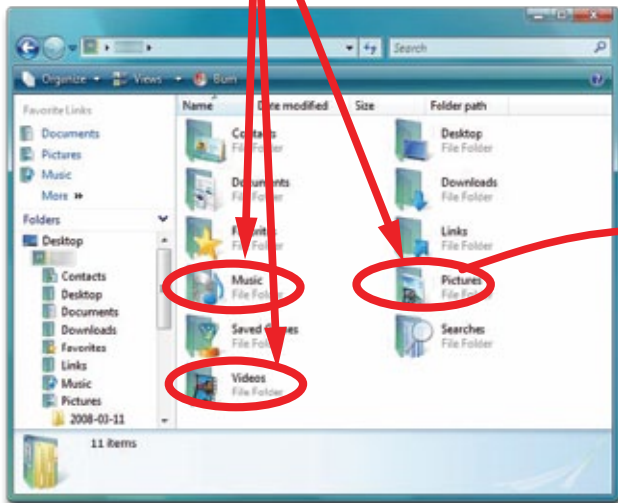 Search
Organize Views Burn
Favorite Links
Documents
Pictures
Music
More »
Folders
Desktop
Contacts
Desktop
Documents
Downloads
Favorites
Links
Music
Pictures
2008-03-11
Name Date modified Size Folder path
Contacts
File Folder
Desktop
File Folder
Documents
File Folder
Downloads
File Folder
Favorites
File Folder
Links
File Folder
Music
File Folder
Pictures
File Folder
Saved Games
File Folder
Searches
File Folder
Videos
File Folder
11 items